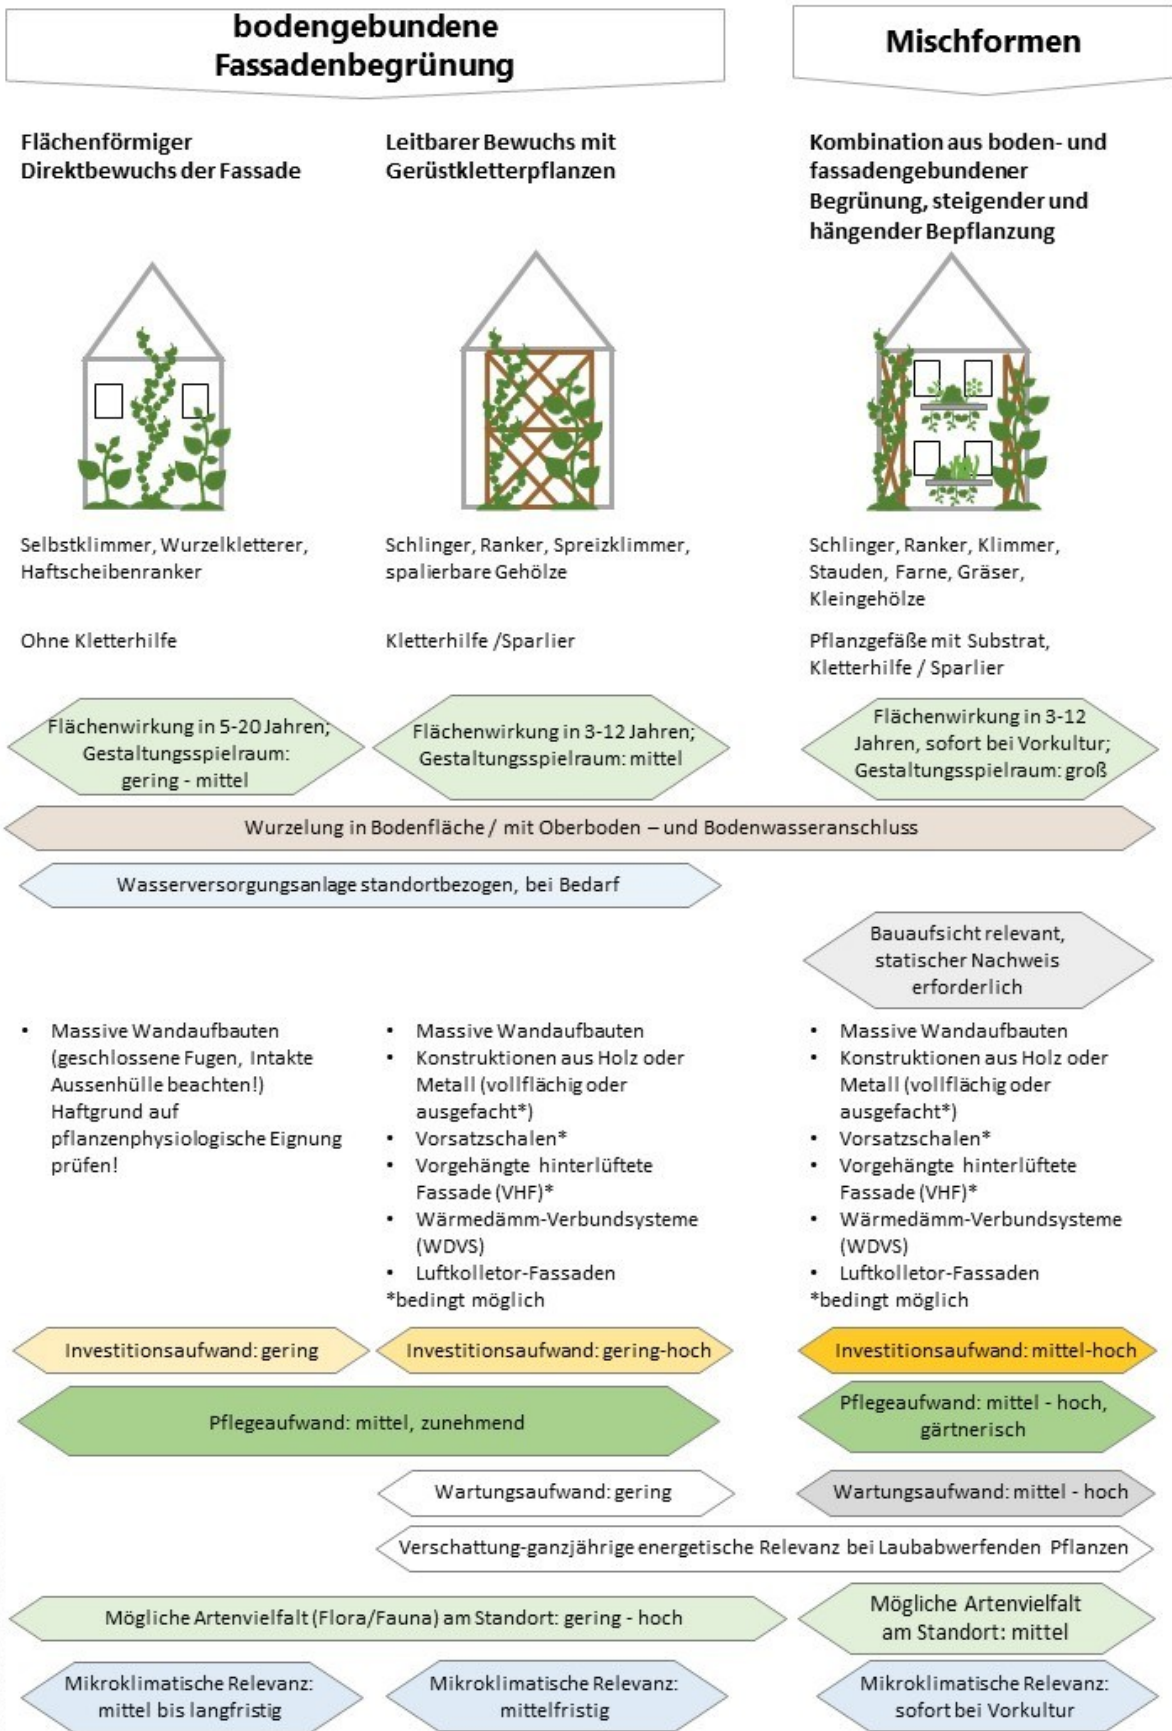 bodengebundene
Fassadenbegrünung
Mischformen
Flächenförmiger
Direktbewuchs der Fassade
Leitbarer Bewuchs mit
Gerüstkletterpflanzen
Kombination aus boden- und
fassadengebundener
Begrünung, steigender und
hängender Bepflanzung
Selbstklimmer, Wurzelkletterer,
Haftscheibenranker
Schlinger, Ranker, Spreizklimmer,
spalierbare Gehölze
Schlinger, Ranker, Klimmer,
Stauden, Farne, Gräser,
Kleingehölze
Ohne Kletterhilfe
Kletterhilfe /Sparlier
Pflanzgefäße mit Substrat,
Kletterhilfe / Sparlier
Flächenwirkung in 5-20 Jahren;
Gestaltungsspielraum:
gering - mittel
Flächenwirkung in 3-12 Jahren;
Gestaltungsspielraum: mittel
Flächenwirkung in 3-12
Jahren, sofort bei Vorkultur;
Gestaltungsspielraum: groß
Wurzelung in Bodenfläche / mit Oberboden – und Bodenwasseranschluss
Wasserversorgungsanlage standortbezogen, bei Bedarf
Bauaufsicht relevant,
statischer Nachweis
erforderlich
• Massive Wandaufbauten
(geschlossene Fugen, Intakte
Aussenhülle beachten!)
Haftgrund auf
pflanzenphysiologische Eignung
prüfen!
• Massive Wandaufbauten
• Konstruktionen aus Holz oder
Metall (vollflächig oder
ausgefacht*)
• Vorsatzschalen*
• Vorgehängte hinterlüftete
Fassade (VHF)*
• Wärmedämm-Verbundsysteme
(WDVS)
• Luftkolletor-Fassaden
*bedingt möglich
• Massive Wandaufbauten
• Konstruktionen aus Holz oder
Metall (vollflächig oder
ausgefacht*)
• Vorsatzschalen*
• Vorgehängte hinterlüftete
Fassade (VHF)*
• Wärmedämm-Verbundsysteme
(WDVS)
• Luftkolletor-Fassaden
*bedingt möglich
Investitionsaufwand: gering
Investitionsaufwand: gering-hoch
Investitionsaufwand: mittel-hoch
Pflegeaufwand: mittel, zunehmend
Pflegeaufwand: mittel - hoch,
gärtnerisch
Wartungsaufwand: gering
Wartungsaufwand: mittel - hoch
Verschattung-ganzjährige energetische Relevanz bei Laubabwerfenden Pflanzen
Mögliche Artenvielfalt (Flora/Fauna) am Standort: gering - hoch
Mögliche Artenvielfalt
am Standort: mittel
Mikroklimatische Relevanz:
mittel bis langfristig
Mikroklimatische Relevanz:
mittelfristig
Mikroklimatische Relevanz:
sofort bei Vorkultur